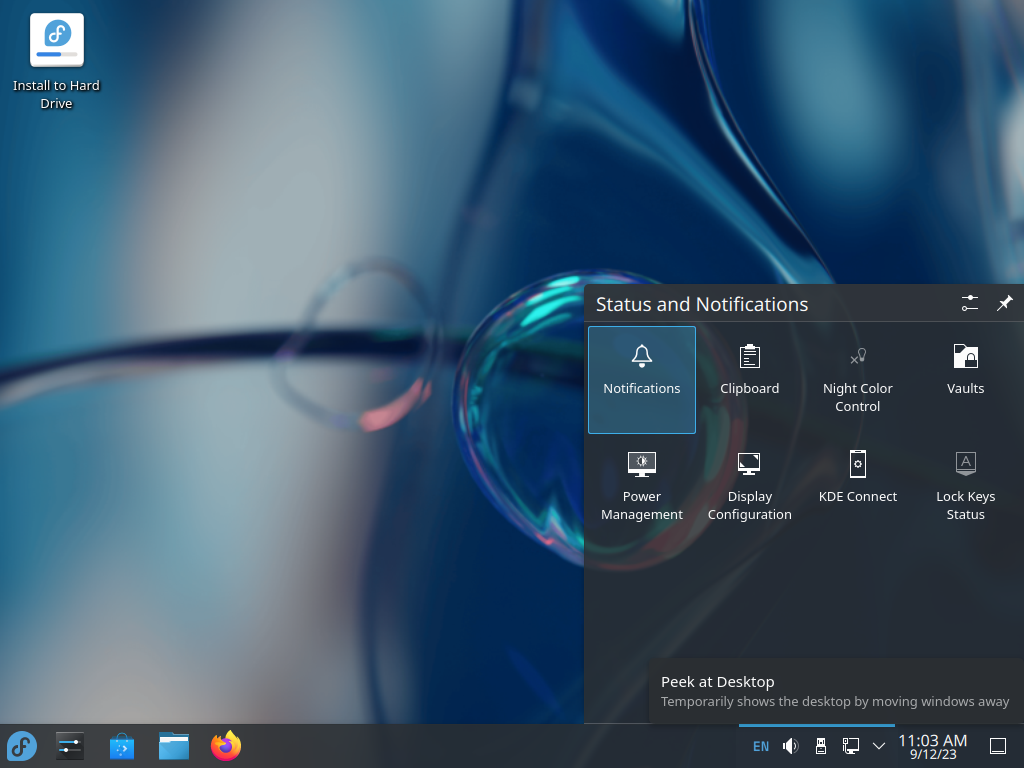 Install to Hard
Drive
Status and Notifications
Notifications
Clipboard
Night Color
Control
Vaults
Power
Management
Display
Configuration
KDE Connect
Lock Keys
Status
Peek at Desktop
Temporarily shows the desktop by moving windows away
EN
11:03 AM
9/12/23